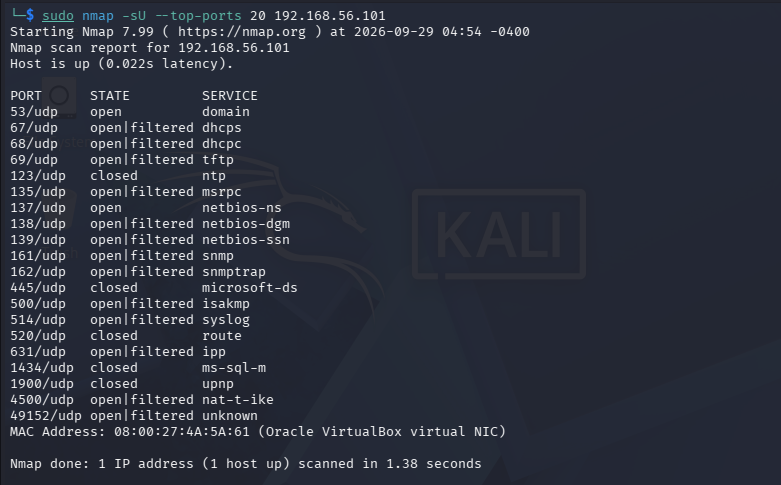 └─$ sudo nmap -sU --top-ports 20 192.168.56.101
Starting Nmap 7.99 ( https://nmap.org ) at 2026-09-29 04:54 -0400
Nmap scan report for 192.168.56.101
Host is up (0.022s latency).
PORT      STATE         SERVICE
53/udp    open          domain
67/udp    open|filtered dhcps
68/udp    open|filtered dhcpc
69/udp    open|filtered tftp
123/udp   closed        ntp
135/udp   open|filtered msrpc
137/udp   open          netbios-ns
138/udp   open|filtered netbios-dgm
139/udp   open|filtered netbios-ssn
161/udp   open|filtered snmp
162/udp   open|filtered snmptrap
445/udp   closed        microsoft-ds
500/udp   open|filtered isakmp
514/udp   open|filtered syslog
520/udp   closed        route
631/udp   open|filtered ipp
1434/udp  closed        ms-sql-m
1900/udp  closed        upnp
4500/udp  open|filtered nat-t-ike
49152/udp open|filtered unknown
MAC Address: 08:00:27:4A:5A:61 (Oracle VirtualBox virtual NIC)
Nmap done: 1 IP address (1 host up) scanned in 1.38 seconds
KALI